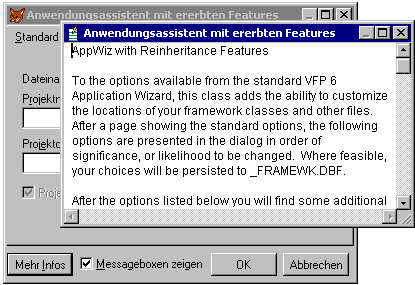 Anwendungsassistent mit ererbten Features
Standard
Anwendungsassistent mit ererbten Features
AppWiz with Reinheritance Features
To the options available from the standard VFP 6
Application Wizard, this class adds the ability to customize
the locations of your framework classes and other files.
After a page showing the standard options, the following
options are presented in the dialog in order of
significance, or likelihood to be changed.  Where feasible,
your choices will be persisted to _FRAMEWK.DBF.
After the options listed below you will find some additional
Dateina
Projektn
Projekto
Proje
Mehr Infos
Messageboxen zeigen
OK
Abbrechen